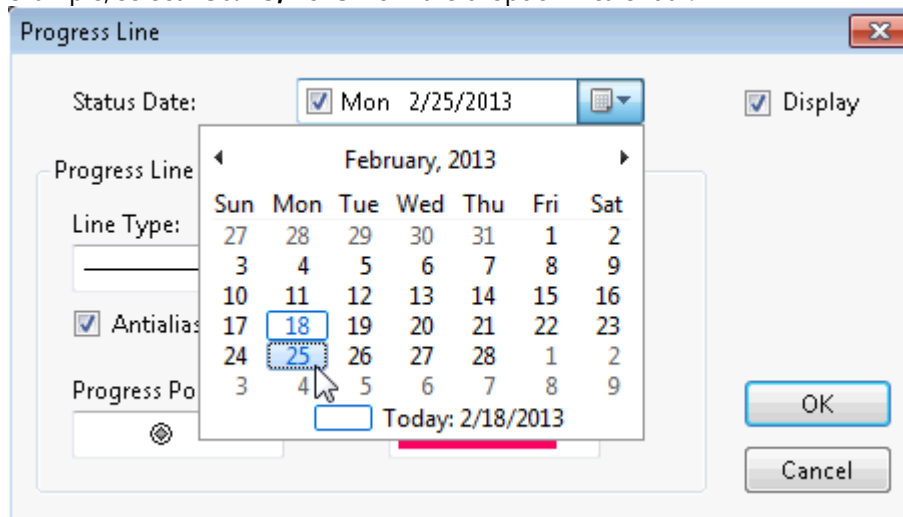 Progress Line
Status Date:
Mon 2/25/2013
Display
February, 2013
Progress Line
Sun Mon Tue Wed Thu Fri Sat
Line Type:
27 28 29 30 31 1 2
3 4 5 6 7 8 9
10 11 12 13 14 15 16
Antialias
17 18 19 20 21 22 23
24 25 26 27 28 1 2
3 4 5 6 7 8 9
Progress Po
Today: 2/18/2013
OK
Cancel